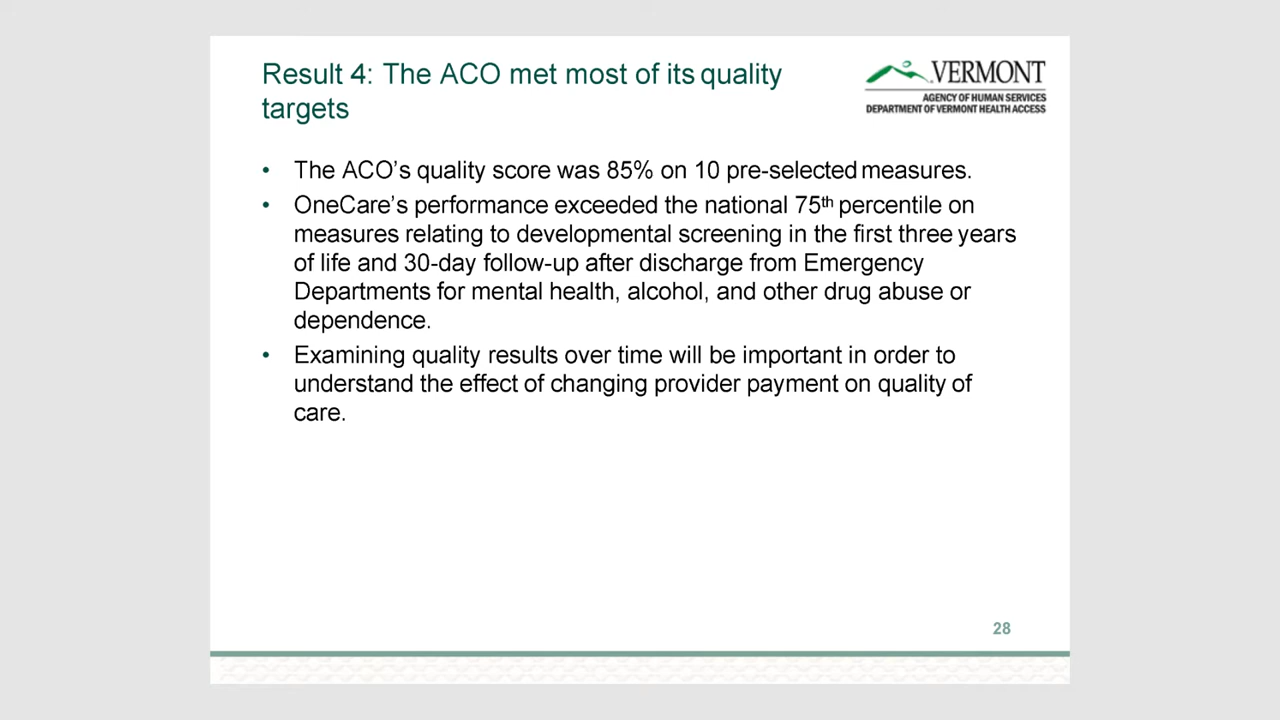 Result 4: The ACO met most of its quality
targets
VERMONT
AGENCY OF HUMAN SERVICES
DEPARTMENT OF VERMONT HEALTH ACCESS
• The ACO’s quality score was 85% on 10 pre-selected measures.
• OneCare’s performance exceeded the national 75th percentile on
measures relating to developmental screening in the first three years
of life and 30-day follow-up after discharge from Emergency
Departments for mental health, alcohol, and other drug abuse or
dependence.
• Examining quality results over time will be important in order to
understand the effect of changing provider payment on quality of
care.
28